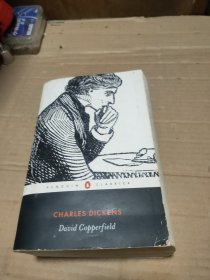 PENGUIN CLASSICS
CHARLES DICKENS
David Copperfield